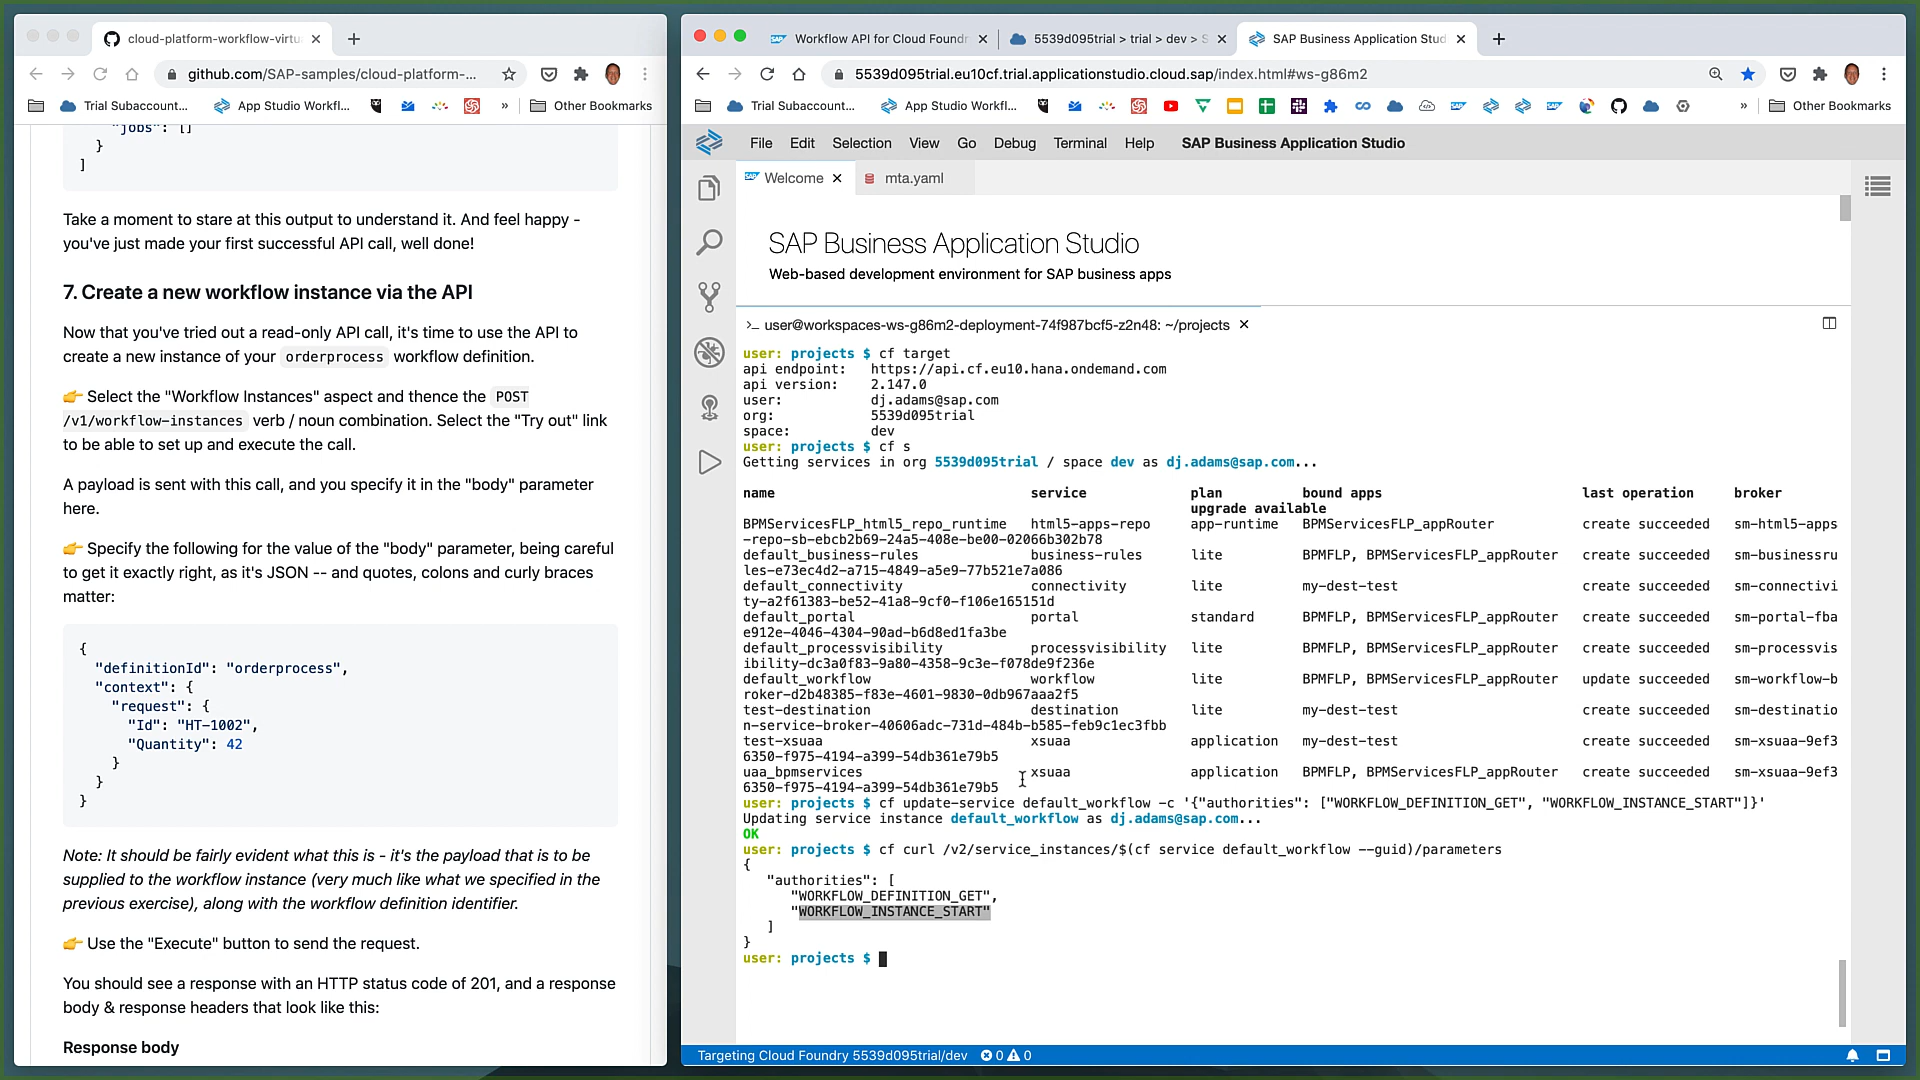 cloud-platform-workflow-virtu
github.com/SAP-samples/cloud-platform-...
Trial Subaccount...
App Studio Workfl...
»
Other Bookmarks
"jobs": []
}
]
Take a moment to stare at this output to understand it. And feel happy -
you've just made your first successful API call, well done!
7. Create a new workflow instance via the API
Now that you've tried out a read-only API call, it's time to use the API to
create a new instance of your orderprocess workflow definition.
👉 Select the "Workflow Instances" aspect and thence the POST
/v1/workflow-instances verb / noun combination. Select the "Try out" link
to be able to set up and execute the call.
A payload is sent with this call, and you specify it in the "body" parameter
here.
👉 Specify the following for the value of the "body" parameter, being careful
to get it exactly right, as it's JSON -- and quotes, colons and curly braces
matter:
{
"definitionId": "orderprocess",
"context": {
"request": {
"Id": "HT-1002",
"Quantity": 42
}
}
}
Note: It should be fairly evident what this is - it's the payload that is to be
supplied to the workflow instance (very much like what we specified in the
previous exercise), along with the workflow definition identifier.
👉 Use the "Execute" button to send the request.
You should see a response with an HTTP status code of 201, and a response
body & response headers that look like this:
Response body
Workflow API for Cloud Foundr
5539d095trial > trial > dev > S
SAP Business Application Stud
5539d095trial.eu10cf.trial.applicationstudio.cloud.sap/index.html#ws-g86m2
Trial Subaccount...
App Studio Workfl...
»
Other Bookmarks
File Edit Selection View Go Debug Terminal Help SAP Business Application Studio
Welcome
mta.yaml
SAP Business Application Studio
Web-based development environment for SAP business apps
>_ user@workspaces-ws-g86m2-deployment-74f987bcf5-z2n48: ~/projects
user: projects $ cf target
api endpoint: https://api.cf.eu10.hana.ondemand.com
api version: 2.147.0
user: dj.adams@sap.com
org: 5539d095trial
space: dev
user: projects $ cf s
Getting services in org 5539d095trial / space dev as dj.adams@sap.com...
name service plan bound apps last operation broker
upgrade available
BPMServicesFLP_html5_repo_runtime html5-apps-repo app-runtime BPMServicesFLP_appRouter create succeeded sm-html5-apps
-repo-sb-ebcb2b69-24a5-408e-be00-02066b302b78
default_business-rules business-rules lite BPMFLP, BPMServicesFLP_appRouter create succeeded sm-businessru
les-e73ec4d2-a715-4849-a5e9-77b521e7a086
default_connectivity connectivity lite my-dest-test create succeeded sm-connectivi
ty-a2f61383-be52-41a8-9cf0-f106e165151d
default_portal portal standard BPMFLP, BPMServicesFLP_appRouter create succeeded sm-portal-fba
e912e-4046-4304-90ad-b6d8ed1fa3be
default_processvisibility processvisibility lite BPMFLP, BPMServicesFLP_appRouter create succeeded sm-processvis
ibility-dc3a0f83-9a80-4358-9c3e-f078de9f236e
default_workflow workflow lite BPMFLP, BPMServicesFLP_appRouter update succeeded sm-workflow-b
roker-d2b48385-f83e-4601-9830-0db967aaa2f5
test-destination destination lite my-dest-test create succeeded sm-destinatio
n-service-broker-40606adc-731d-484b-b585-feb9c1ec3fbb
test-xsuaa xsuaa application my-dest-test create succeeded sm-xsuaa-9ef3
6350-f975-4194-a399-54db361e79b5
uaa_bpmservices xsuaa application BPMFLP, BPMServicesFLP_appRouter create succeeded sm-xsuaa-9ef3
6350-f975-4194-a399-54db361e79b5
user: projects $ cf update-service default_workflow -c '{"authorities": ["WORKFLOW_DEFINITION_GET", "WORKFLOW_INSTANCE_START"]}'
Updating service instance default_workflow as dj.adams@sap.com...
OK
user: projects $ cf curl /v2/service_instances/$(cf service default_workflow --guid)/parameters
{
"authorities": [
"WORKFLOW_DEFINITION_GET",
"WORKFLOW_INSTANCE_START"
]
}
user: projects $
Targeting Cloud Foundry 5539d095trial/dev
0
0